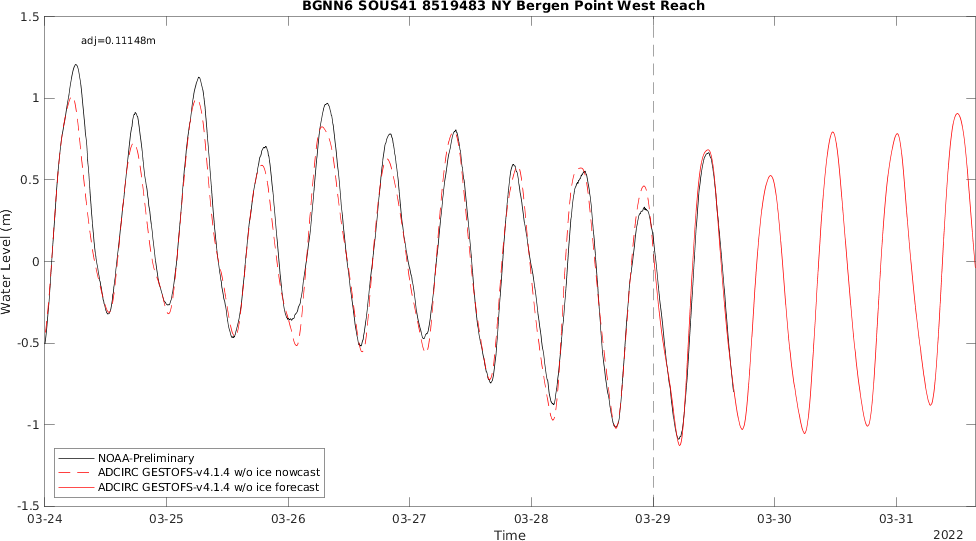 BGNN6 SOUS41 8519483 NY Bergen Point West Reach
adj=0.11148m
1.5
1
0.5
0
-0.5
-1
-1.5
Water Level (m)
NOAA-Preliminary
ADCIRC GESTOFS-v4.1.4 w/o ice nowcast
ADCIRC GESTOFS-v4.1.4 w/o ice forecast
03-24 03-25 03-26 03-27 03-28 03-29 03-30 03-31
Time
2022